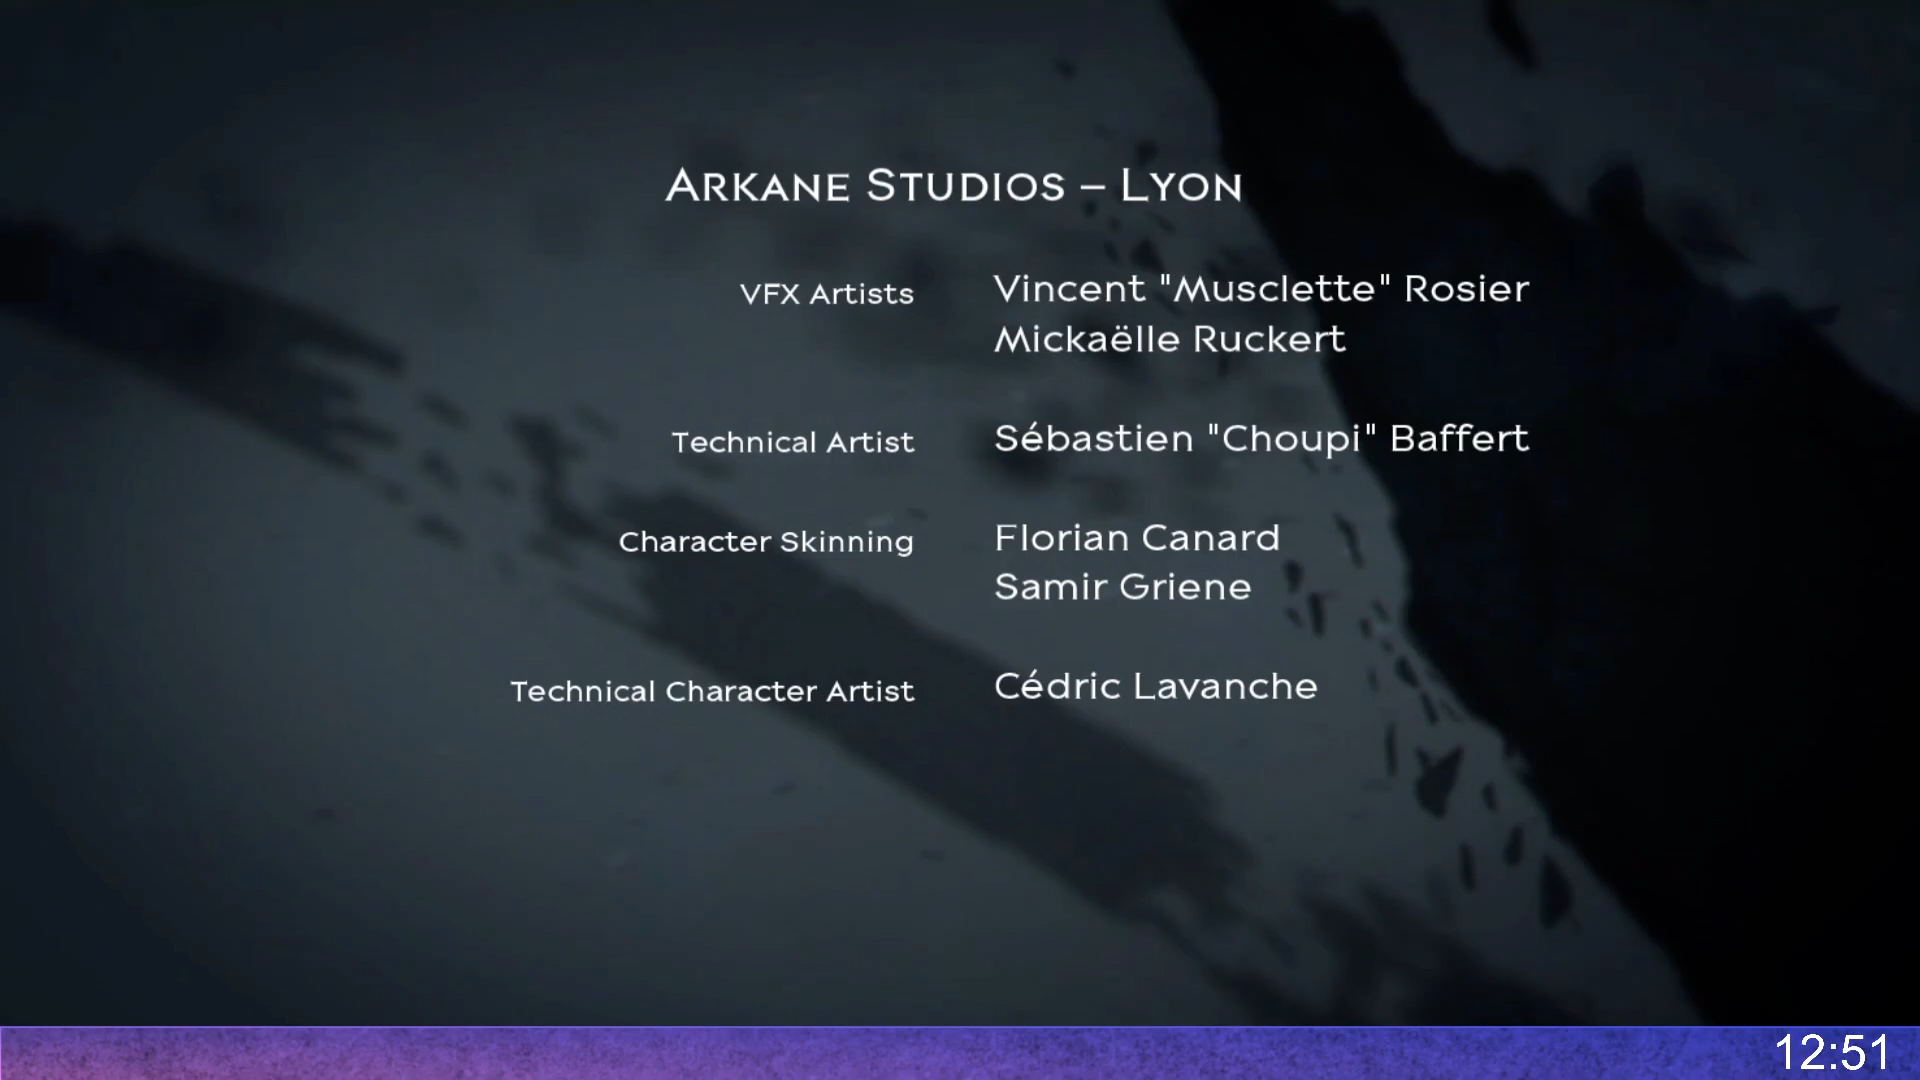 Arkane Studios – Lyon
VFX Artists Vincent "Musclette" Rosier
Mickaëlle Ruckert
Technical Artist Sébastien "Choupi" Baffert
Character Skinning Florian Canard
Samir Griene
Technical Character Artist Cédric Lavanche
12:51